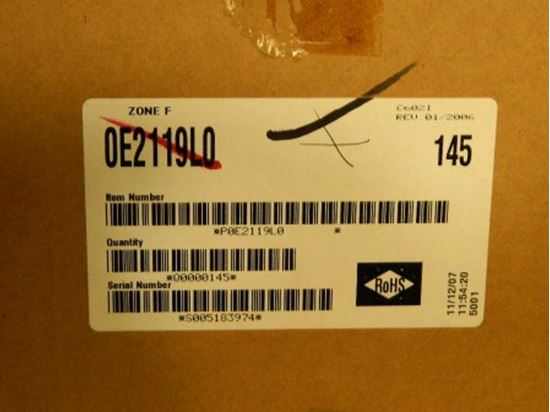 ZONE F
C6021
REV.01/2006
0E2119L0
145
Item Number
*P0E2119L0 *
Quantity
*Q0000145*
Serial Number
*S005183974*
RoHS
11/12/07
11:54:20
5001